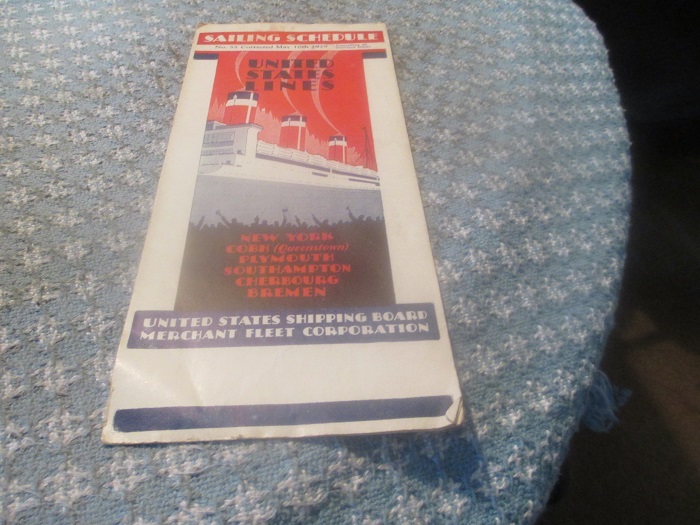 SAILING SCHEDULE
UNITED
STATES
LINES
NEW YORK
COBH (Queenstown)
PLYMOUTH
SOUTHAMPTON
CHERBOURG
BREMEN
UNITED STATES SHIPPING BOARD
MERCHANT FLEET CORPORATION